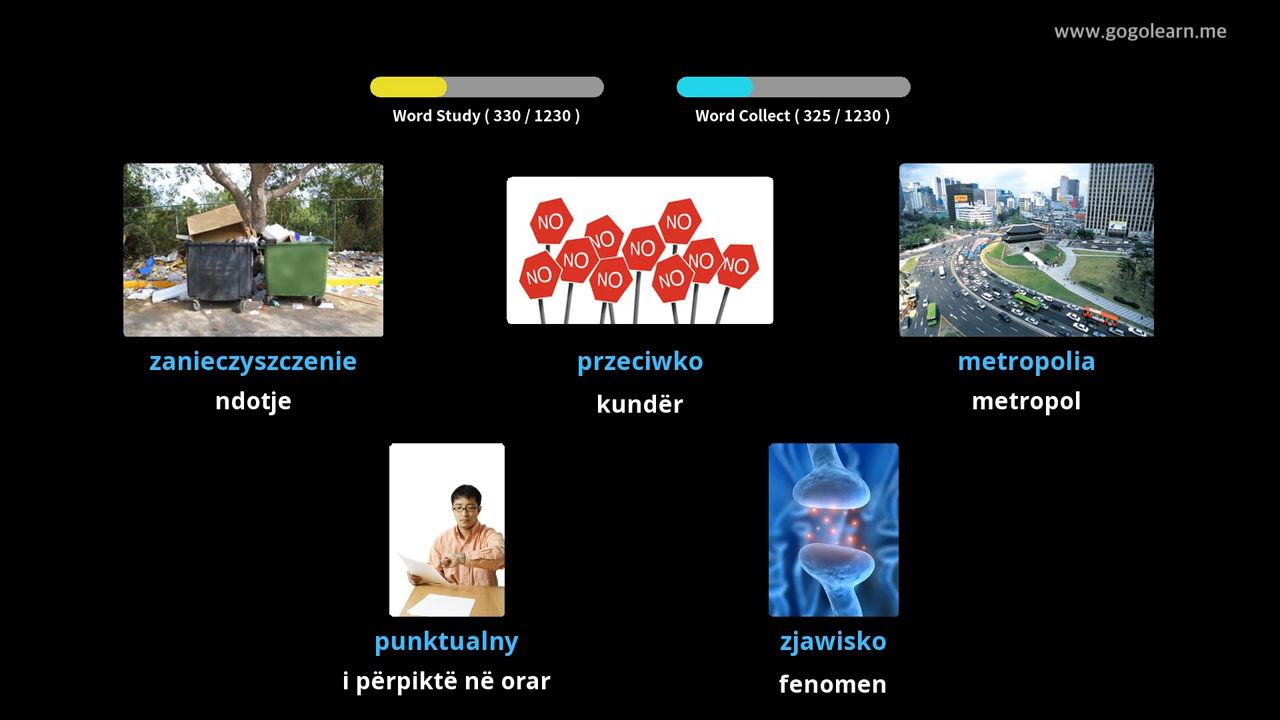 www.gogolearn.me
Word Study ( 330 / 1230 )
Word Collect ( 325 / 1230 )
NO
NO
NO
NO
NO
NO
NO
NO
NO
NO
zanieczyszczenie
przeciwko
metropolia
ndotje
kundër
metropol
punktualny
zjawisko
i përpiktë në orar
fenomen